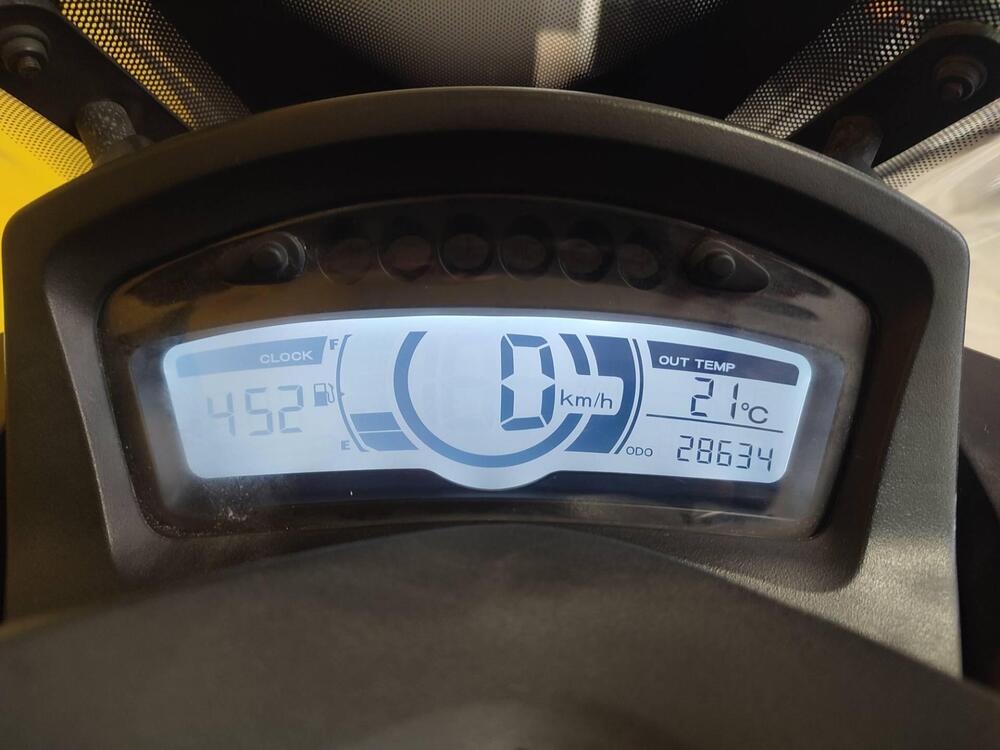 CLOCK
F
452
E
0 km/h
OUT TEMP
21°C
ODO 28634